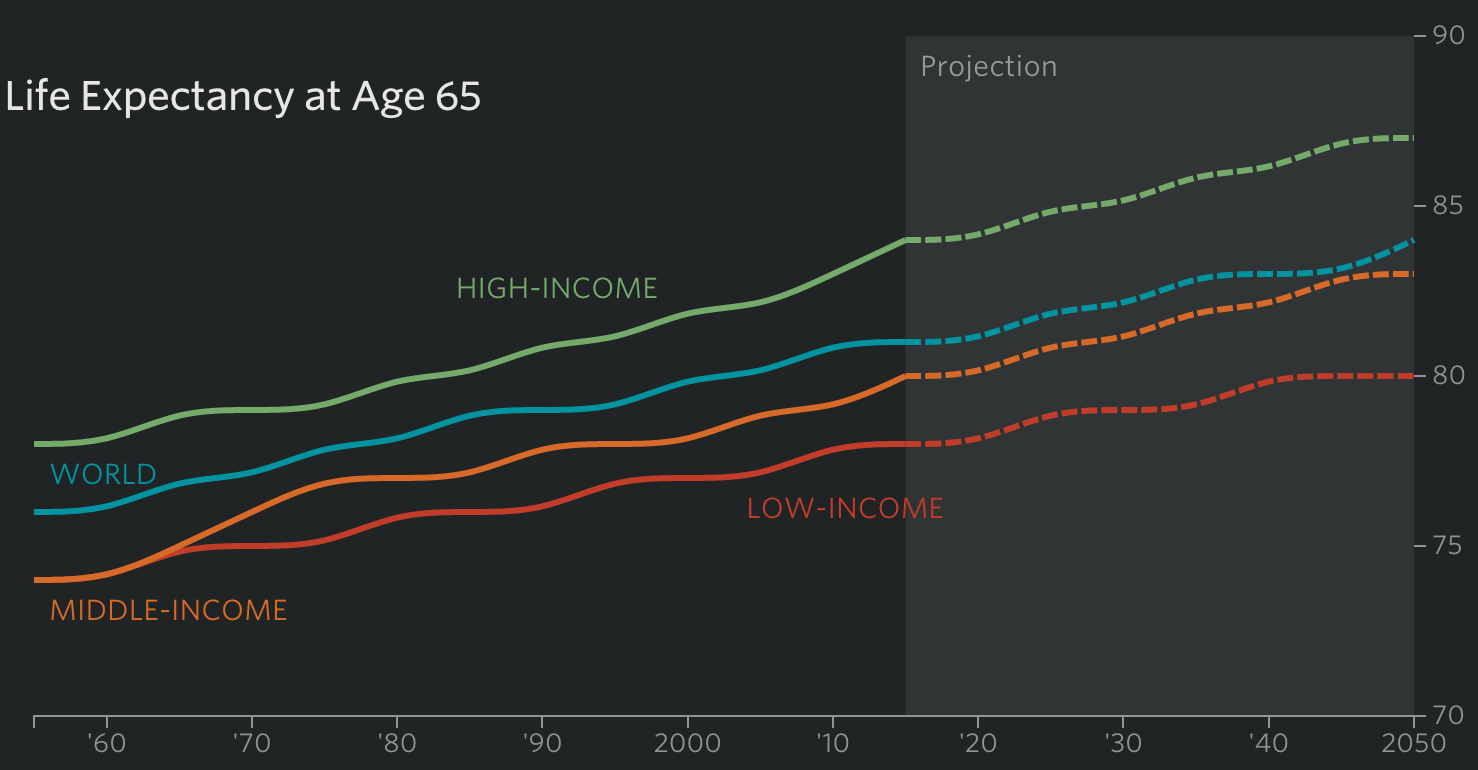 90
Projection
Life Expectancy at Age 65
85
HIGH-INCOME
80
WORLD
LOW-INCOME
75
MIDDLE-INCOME
70
'60 '70 '80 '90 2000 '10 '20 '30 '40 2050